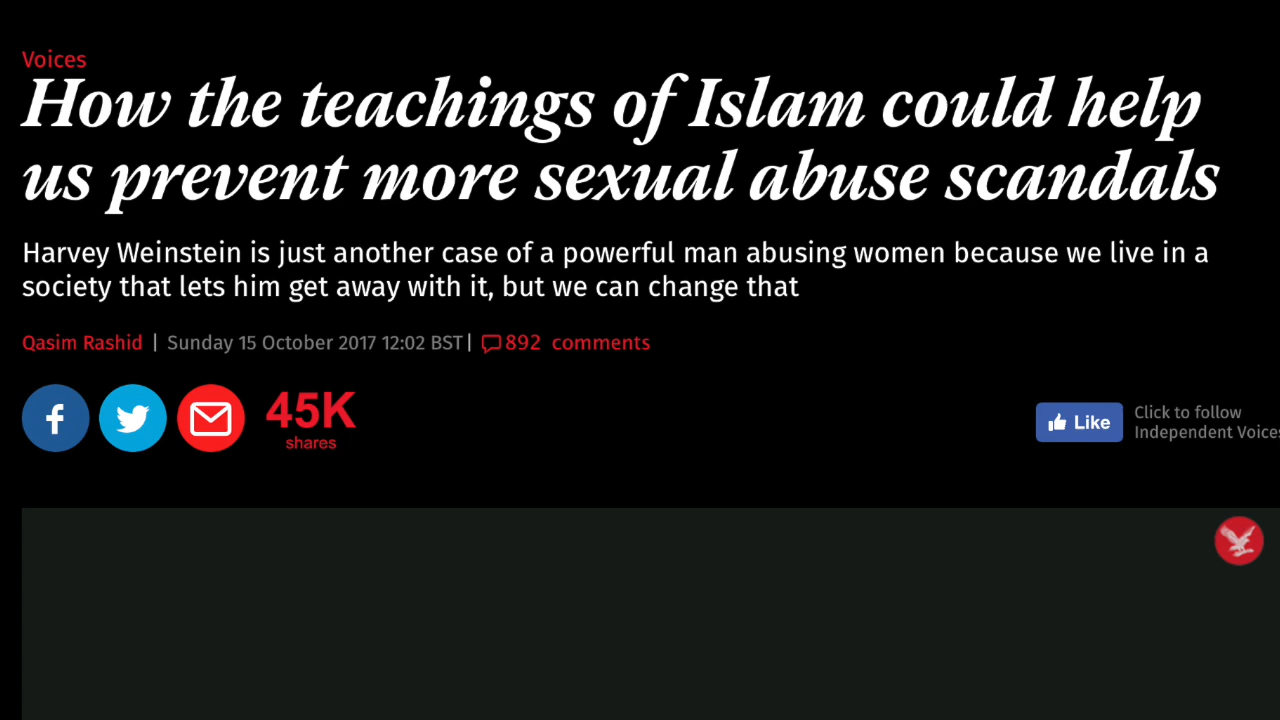 Voices
How the teachings of Islam could help
us prevent more sexual abuse scandals
Harvey Weinstein is just another case of a powerful man abusing women because we live in a
society that lets him get away with it, but we can change that
Qasim Rashid | Sunday 15 October 2017 12:02 BST | 892 comments
45K
shares
Like
Click to follow
Independent Voices